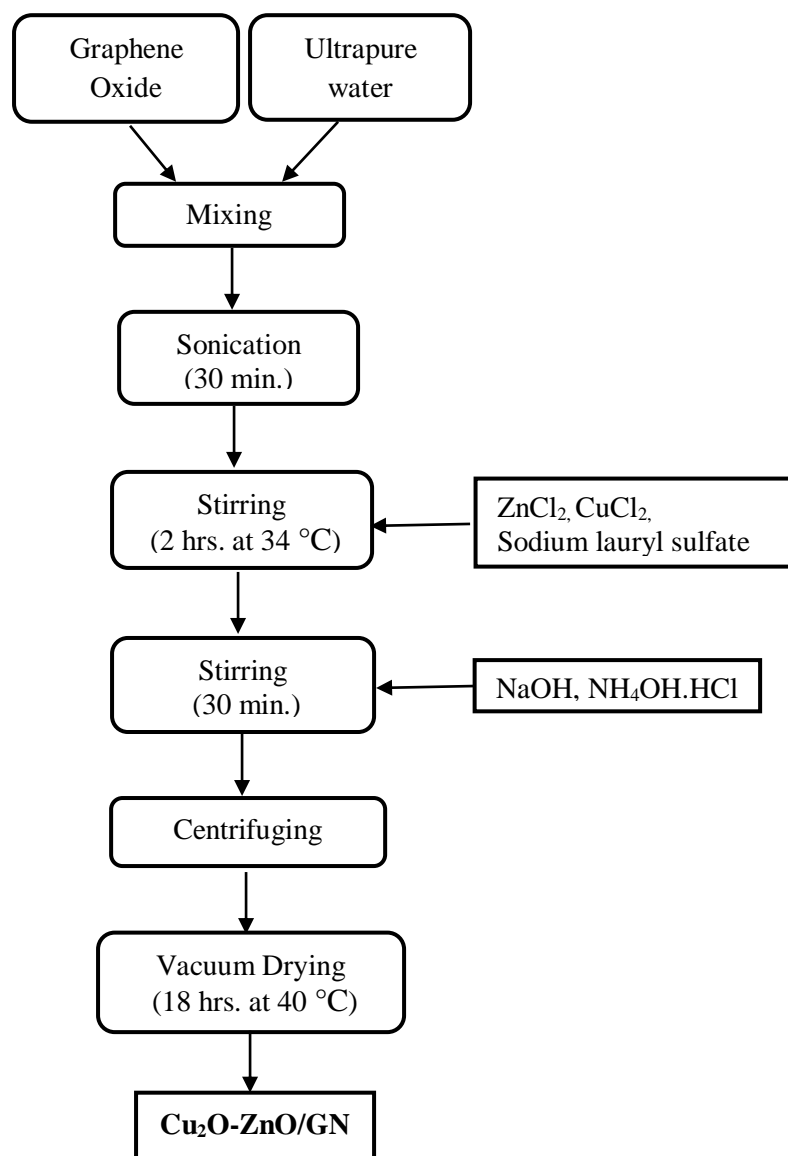 Graphene
Oxide
Ultrapure
water
Mixing
Sonication
(30 min.)
Stirring
(2 hrs. at 34 °C)
ZnCl₂, CuCl₂,
Sodium lauryl sulfate
Stirring
(30 min.)
NaOH, NH₄OH.HCl
Centrifuging
Vacuum Drying
(18 hrs. at 40 °C)
Cu₂O-ZnO/GN